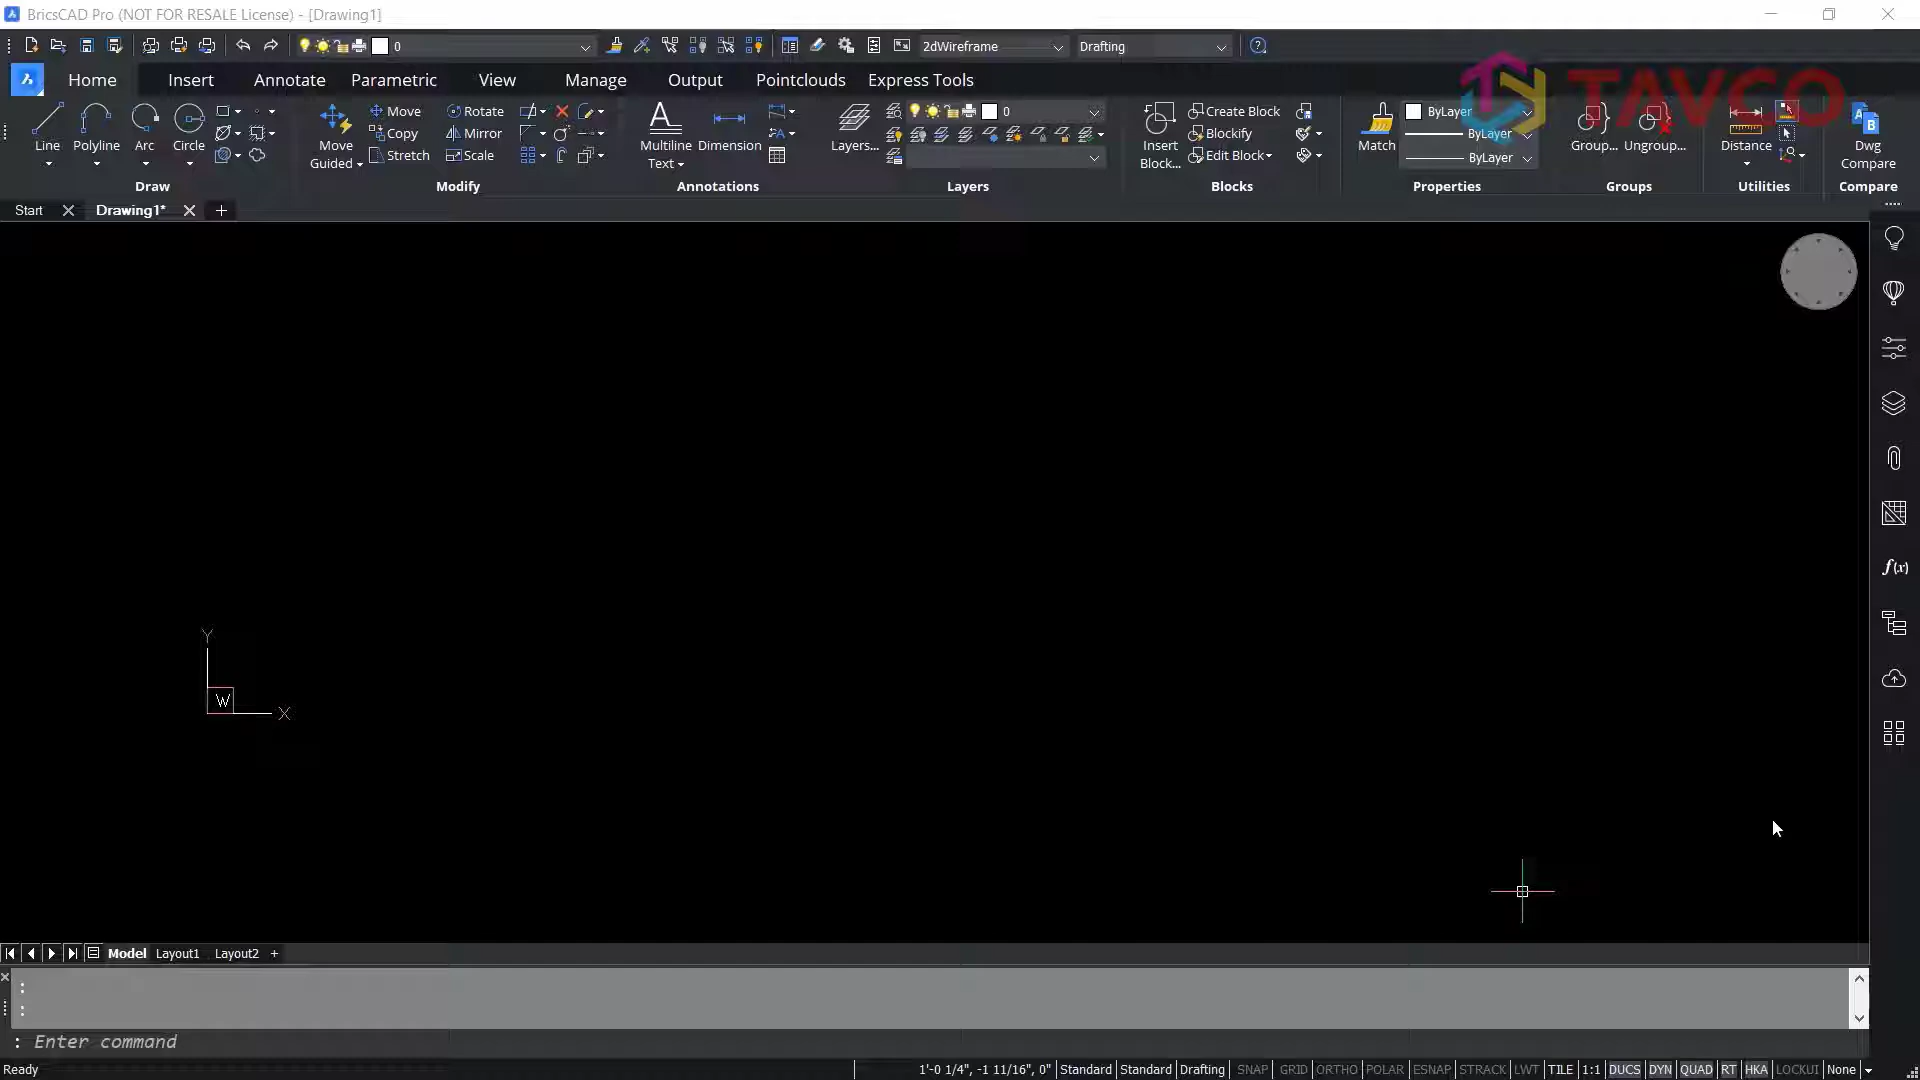 BricsCAD Pro (NOT FOR RESALE License) - [Drawing1]
0
2dWireframe
Drafting
Home
Insert
Annotate
Parametric
View
Manage
Output
Pointclouds
Express Tools
TAVCO
Line
Polyline
Arc
Circle
Move Guided
Move
Copy
Stretch
Rotate
Mirror
Scale
Multiline Text
Dimension
Layers...
0
Insert Block...
Create Block
Blockify
Edit Block
Match
ByLayer
ByLayer
ByLayer
Group...
Ungroup...
Distance
Dwg Compare
Draw
Modify
Annotations
Layers
Blocks
Properties
Groups
Utilities
Compare
Start
Drawing1*
Y
W
X
f(x)
Model
Layout1
Layout2
+
:
:
: Enter command
Ready
1'-0 1/4", -1 11/16", 0"
Standard
Standard
Drafting
SNAP
GRID
ORTHO
POLAR
ESNAP
STRACK
LWT
TILE
1:1
DUCS
DYN
QUAD
RT
HKA
LOCKUI
None